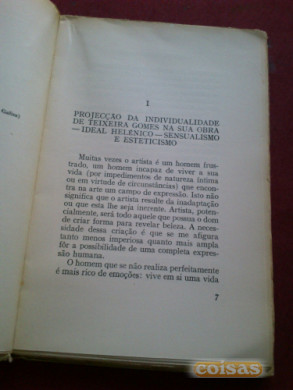 I
PROJECÇÃO DA INDIVIDUALIDADE
DE TEIXEIRA GOMES NA SUA OBRA
— IDEAL HELÉNICO — SENSUALISMO
E ESTETICISMO
Muitas vezes o artista é um homem frus-
trado, um homem incapaz de viver a sua
vida (por impedimentos de natureza íntima
ou em virtude de circunstâncias) que encon-
tra na arte um campo de expressão. Isto não
significa que o artista resulte da inadaptação
ou que esta lhe seja inerente. Artista, poten-
cialmente, será todo aquele que possua o dom
de criar forma para revelar beleza. A neces-
sidade dessa criação é que se me afigura
tanto menos imperiosa quanto mais ampla
fôr a possibilidade de uma completa expres-
são humana.
O homem que se não realiza perfeitamente
é mais rico de emoções: vive em si uma vida
7
coisas